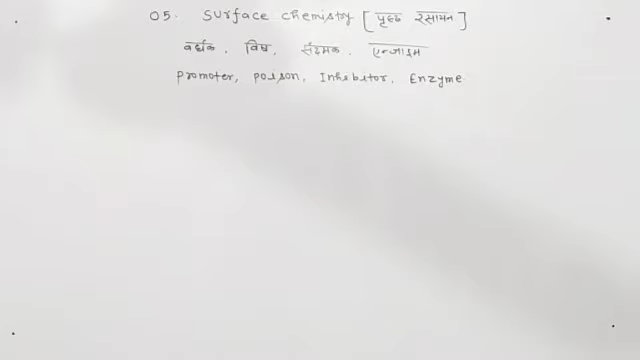 05. Surface chemistry [पृष्ठ रसायन]
वर्धक, विष, संदमक, एन्जाइम
Promoter, poison, Inhibitor, Enzyme.